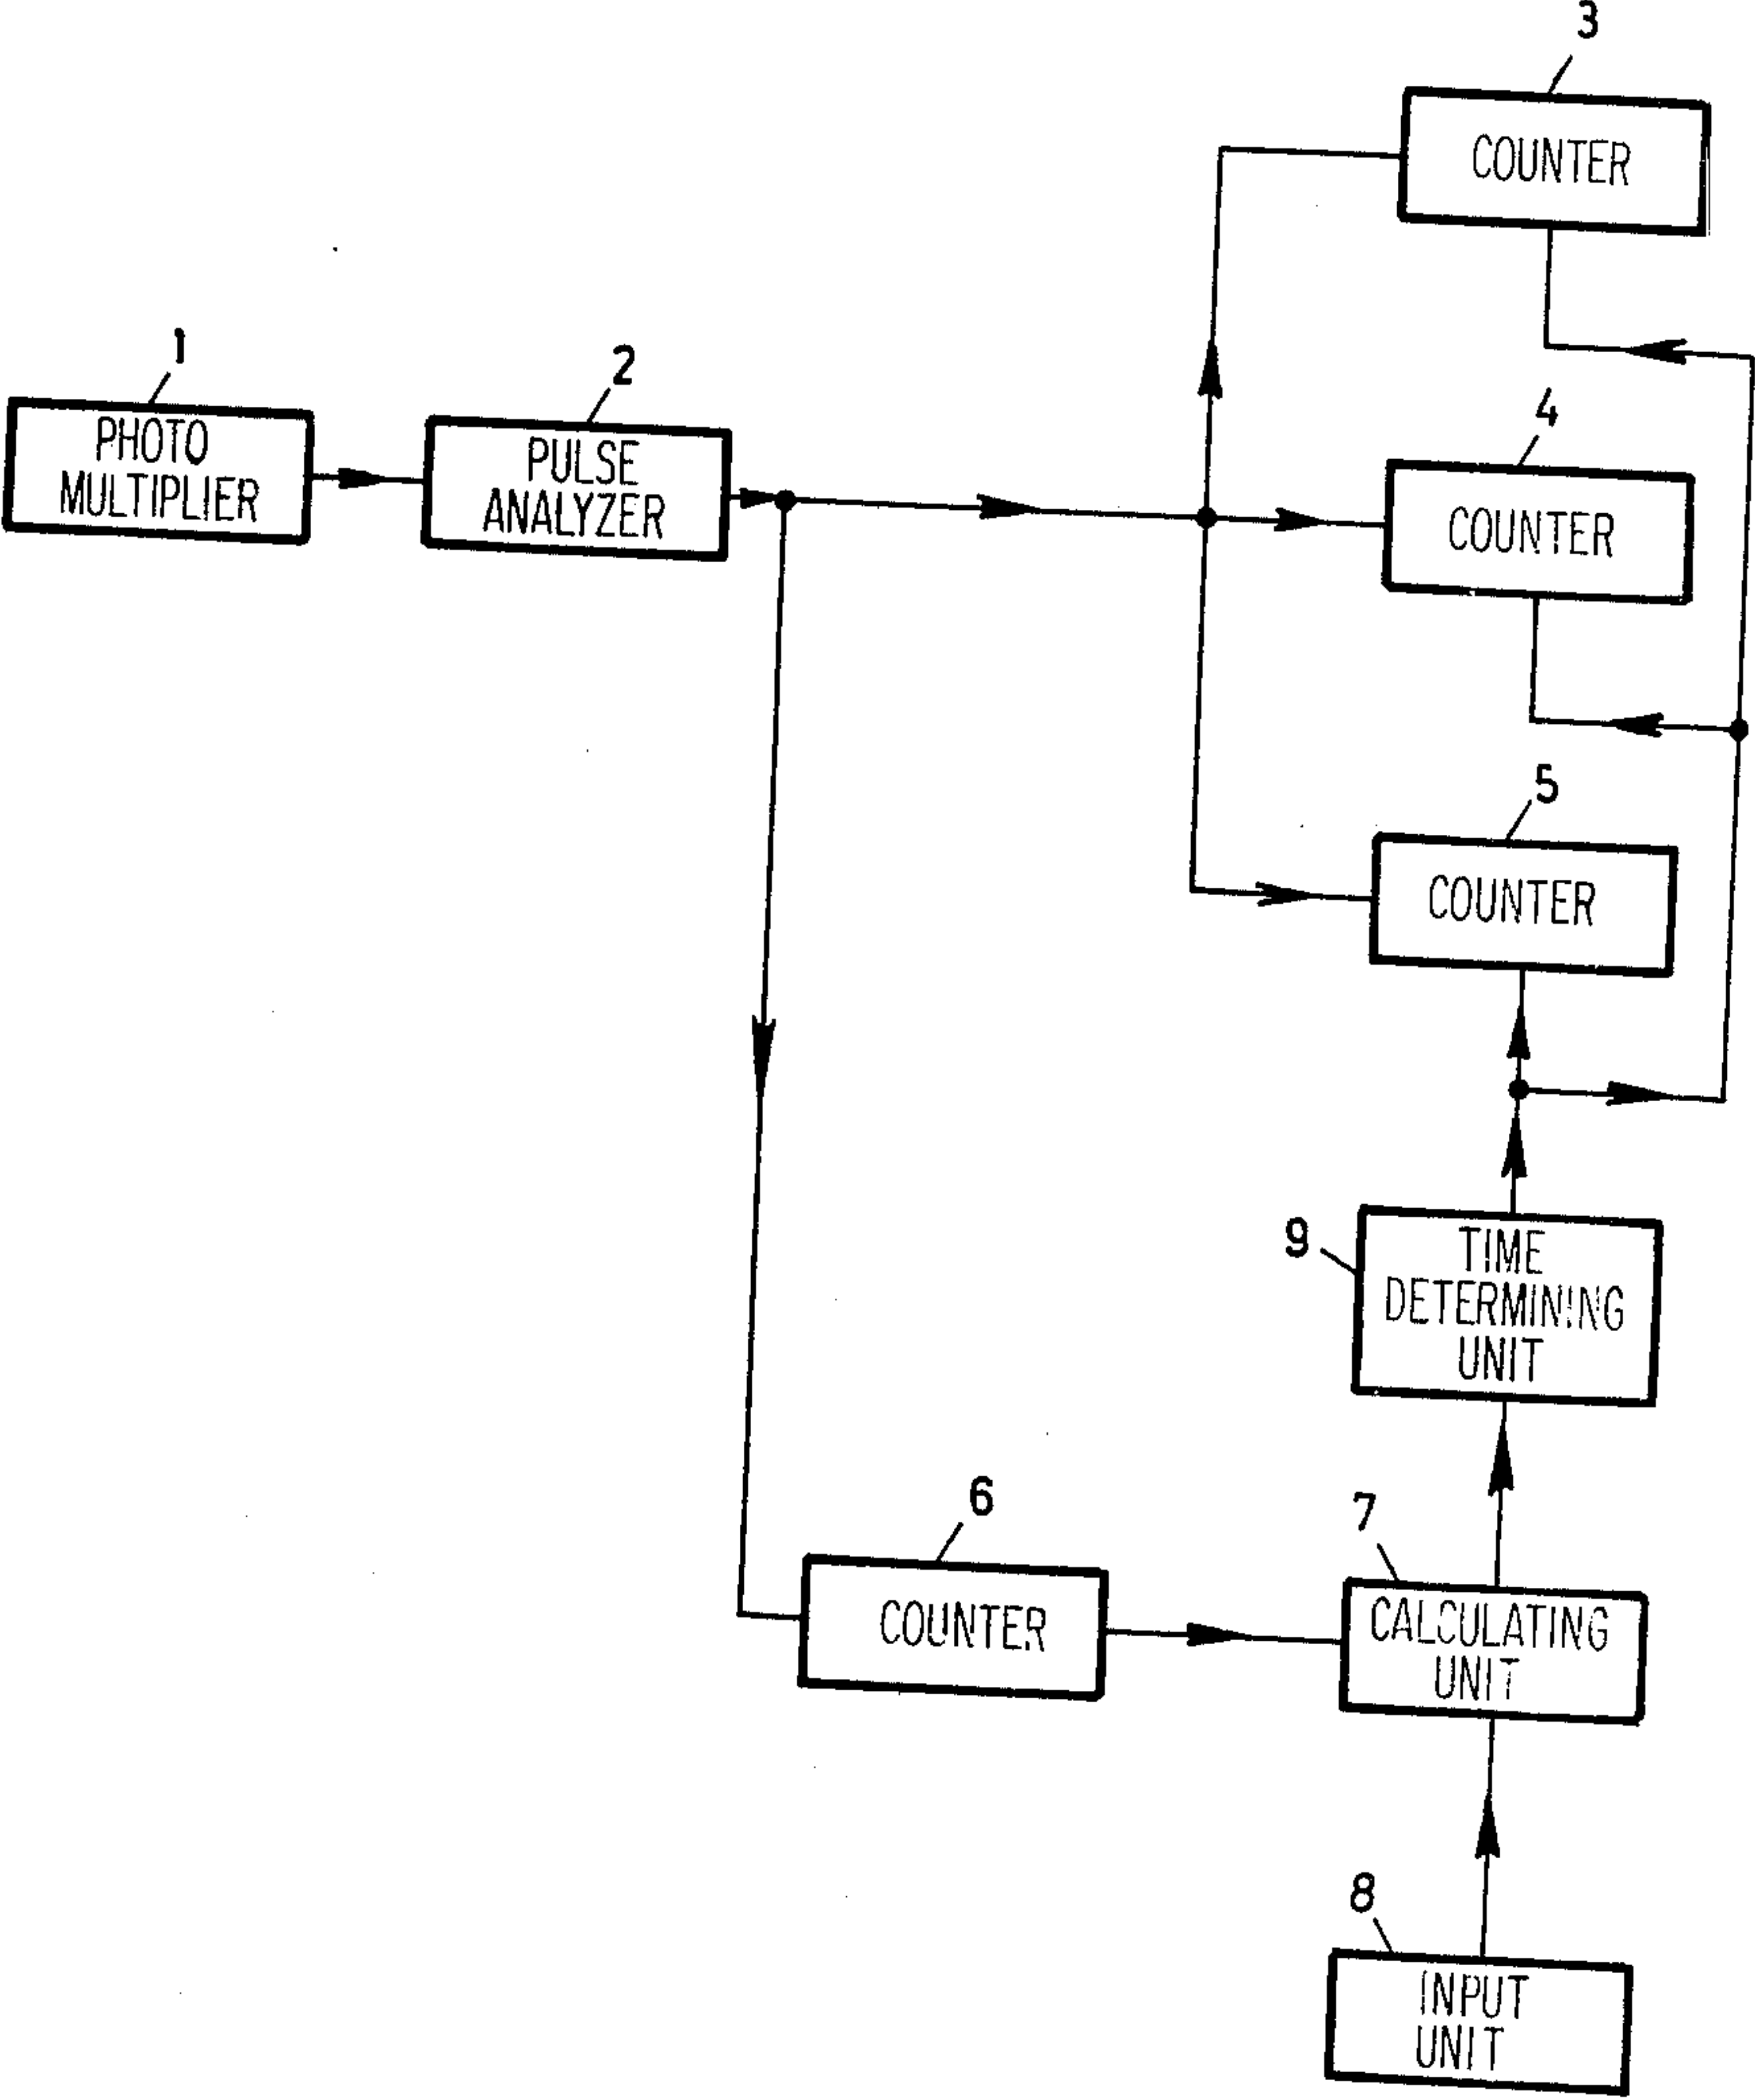 3
COUNTER
1
PHOTO
MULTIPLIER
2
PULSE
ANALYZER
4
COUNTER
5
COUNTER
9
TIME
DETERMINING
UNIT
6
COUNTER
7
CALCULATING
UNIT
8
INPUT
UNIT